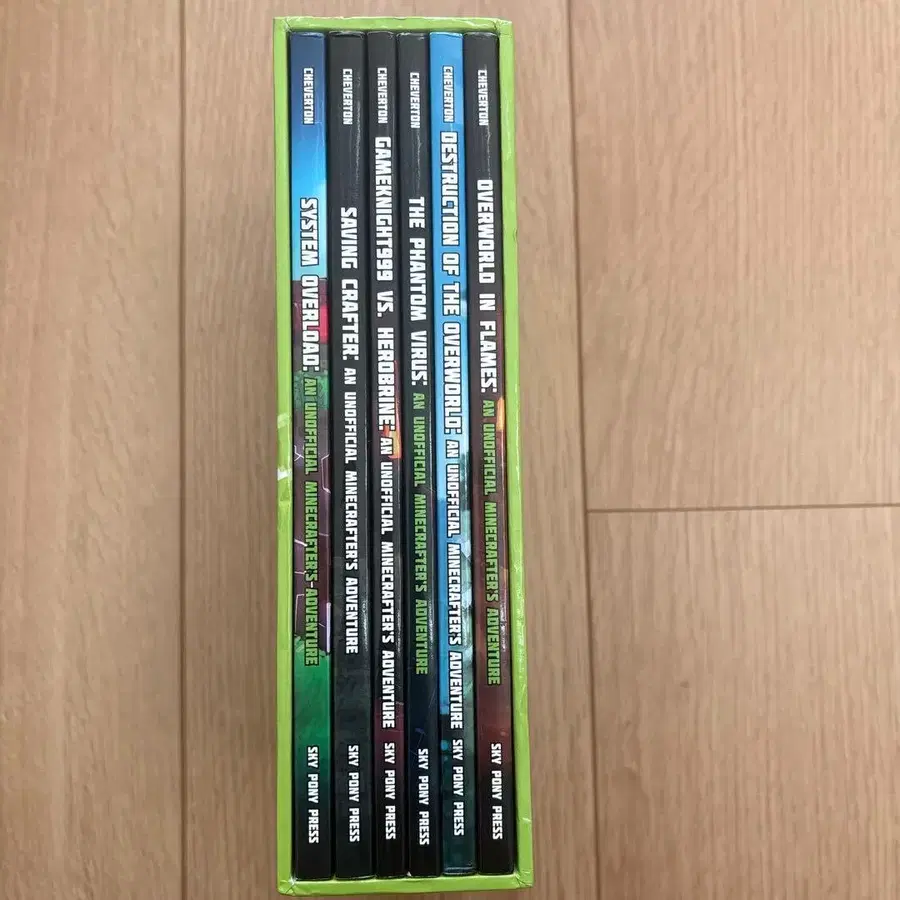 CHEVERTON SYSTEM OVERLOAD: AN UNOFFICIAL MINECRAFTER'S ADVENTURE SKY PONY PRESS
CHEVERTON SAVING CRAFTER: AN UNOFFICIAL MINECRAFTER'S ADVENTURE SKY PONY PRESS
CHEVERTON GAMEKNIGHT999 VS. HEROBRINE: AN UNOFFICIAL MINECRAFTER'S ADVENTURE SKY PONY PRESS
CHEVERTON THE PHANTOM VIRUS: AN UNOFFICIAL MINECRAFTER'S ADVENTURE SKY PONY PRESS
CHEVERTON DESTRUCTION OF THE OVERWORLD: AN UNOFFICIAL MINECRAFTER'S ADVENTURE SKY PONY PRESS
CHEVERTON OVERWORLD IN FLAMES: AN UNOFFICIAL MINECRAFTER'S ADVENTURE SKY PONY PRESS